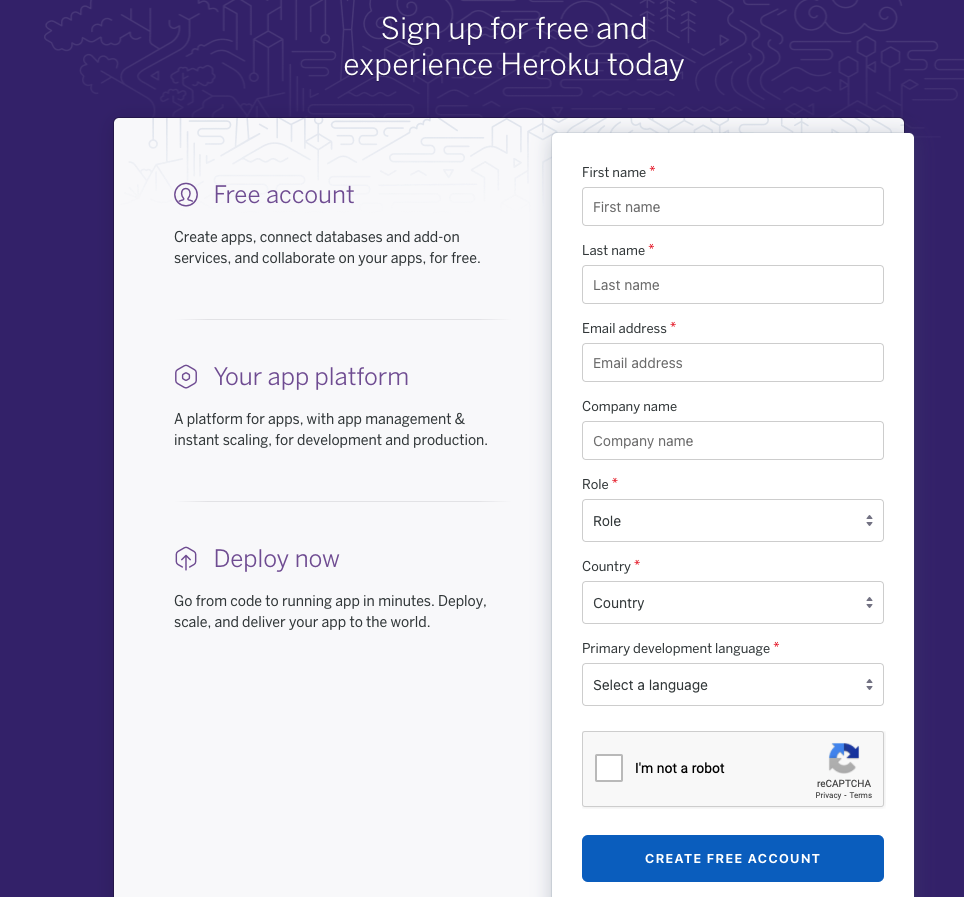 Sign up for free and
experience Heroku today
Free account
Create apps, connect databases and add-on
services, and collaborate on your apps, for free.
Your app platform
A platform for apps, with app management &
instant scaling, for development and production.
Deploy now
Go from code to running app in minutes. Deploy,
scale, and deliver your app to the world.
First name *
First name
Last name *
Last name
Email address *
Email address
Company name
Company name
Role *
Role
Country *
Country
Primary development language *
Select a language
I'm not a robot
reCAPTCHA
Privacy - Terms
CREATE FREE ACCOUNT